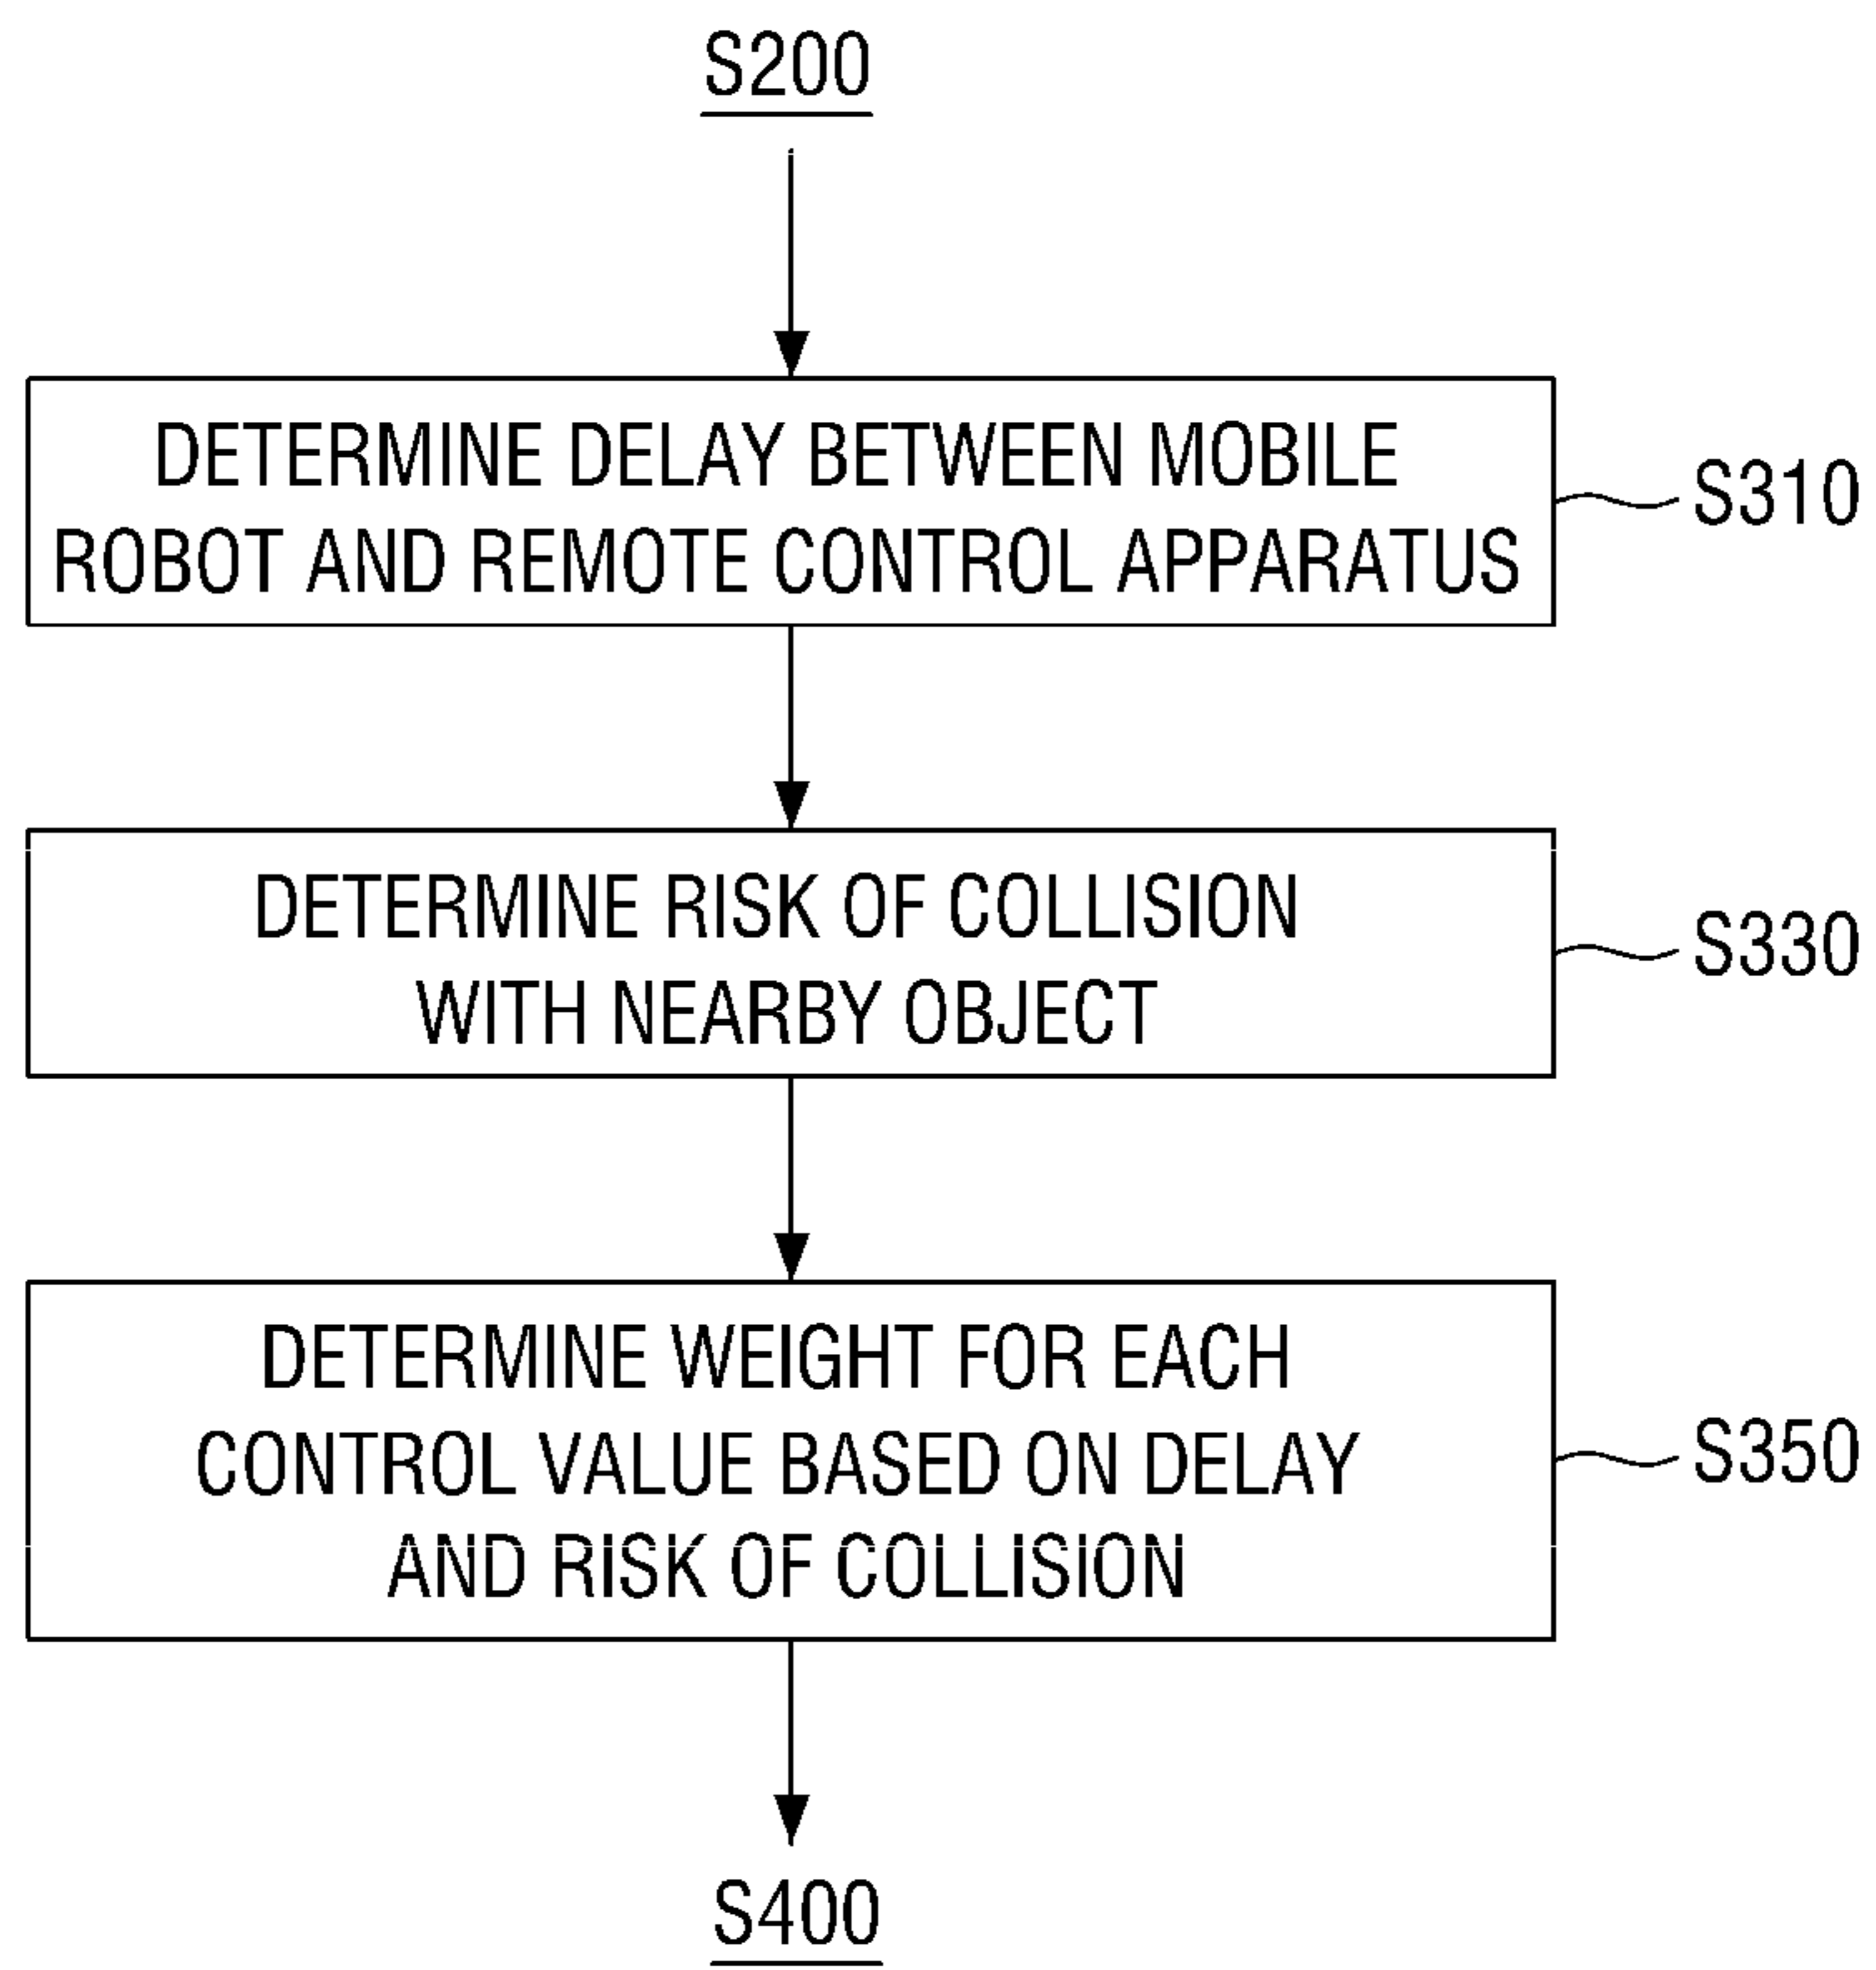 S200
DETERMINE DELAY BETWEEN MOBILE
ROBOT AND REMOTE CONTROL APPARATUS
S310
DETERMINE RISK OF COLLISION
WITH NEARBY OBJECT
S330
DETERMINE WEIGHT FOR EACH
CONTROL VALUE BASED ON DELAY
AND RISK OF COLLISION
S350
S400